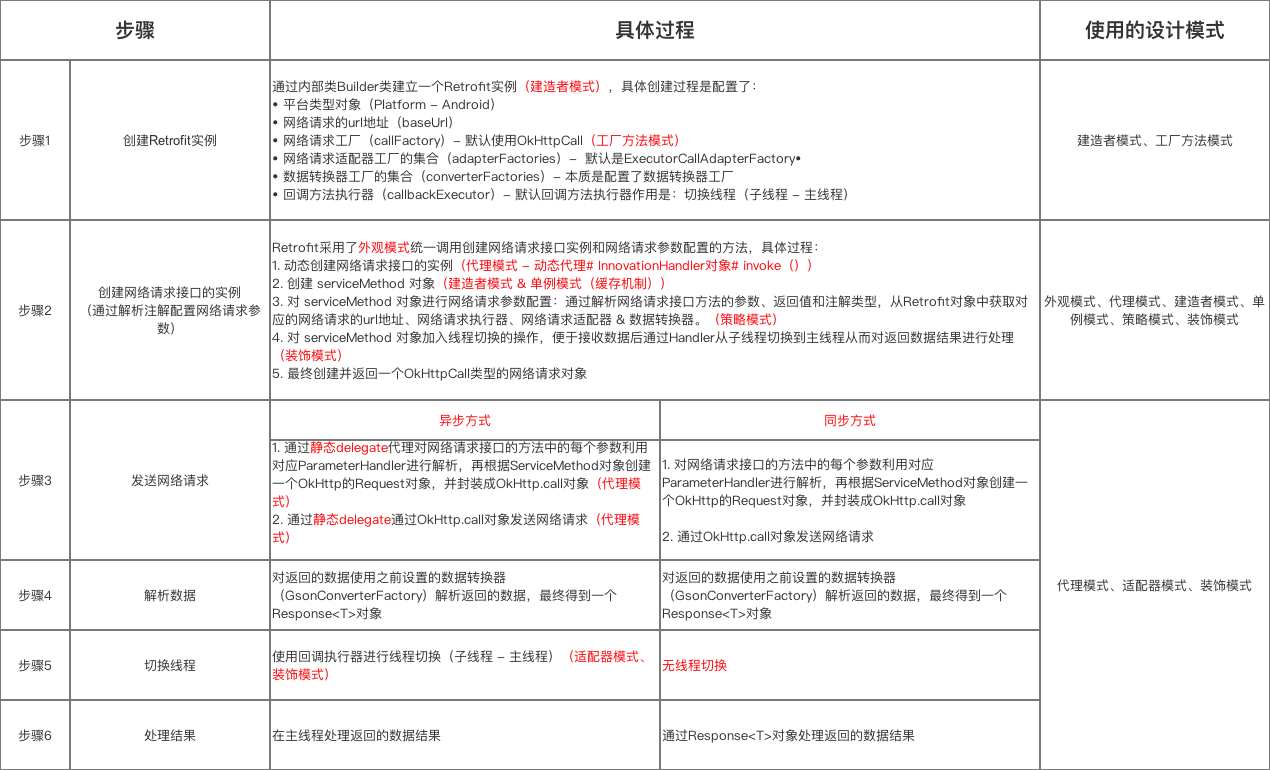 步骤
具体过程
使用的设计模式
步骤1
创建Retrofit实例
通过内部类Builder类建立一个Retrofit实例（建造者模式），具体创建过程是配置了：
• 平台类型对象（Platform - Android）
• 网络请求的url地址（baseUrl）
• 网络请求工厂（callFactory）- 默认使用OkHttpCall（工厂方法模式）
• 网络请求适配器工厂的集合（adapterFactories）- 默认是ExecutorCallAdapterFactory•
• 数据转换器工厂的集合（converterFactories）- 本质是配置了数据转换器工厂
• 回调方法执行器（callbackExecutor）- 默认回调方法执行器作用是：切换线程（子线程 - 主线程）
建造者模式、工厂方法模式
步骤2
创建网络请求接口的实例
（通过解析注解配置网络请求参
数）
Retrofit采用了外观模式统一调用创建网络请求接口实例和网络请求参数配置的方法，具体过程：
1. 动态创建网络请求接口的实例（代理模式 - 动态代理# InnovationHandler对象# invoke（））
2. 创建 serviceMethod 对象（建造者模式 & 单例模式（缓存机制））
3. 对 serviceMethod 对象进行网络请求参数配置：通过解析网络请求接口方法的参数、返回值和注解类型，从Retrofit对象中获取对
应的网络请求的url地址、网络请求执行器、网络请求适配器 & 数据转换器。（策略模式）
4. 对 serviceMethod 对象加入线程切换的操作，便于接收数据后通过Handler从子线程切换到主线程从而对返回数据结果进行处理
（装饰模式）
5. 最终创建并返回一个OkHttpCall类型的网络请求对象
外观模式、代理模式、建造者模式、单
例模式、策略模式、装饰模式
步骤3
发送网络请求
异步方式
1. 通过静态delegate代理对网络请求接口的方法中的每个参数利用
对应ParameterHandler进行解析，再根据ServiceMethod对象创建
一个OkHttp的Request对象，并封装成OkHttp.call对象（代理模
式）
2. 通过静态delegate通过OkHttp.call对象发送网络请求（代理模
式）
同步方式
1. 对网络请求接口的方法中的每个参数利用对应
ParameterHandler进行解析，再根据ServiceMethod对象创建一
个OkHttp的Request对象，并封装成OkHttp.call对象
2. 通过OkHttp.call对象发送网络请求
代理模式、适配器模式、装饰模式
步骤4
解析数据
对返回的数据使用之前设置的数据转换器
（GsonConverterFactory）解析返回的数据，最终得到一个
Response<T>对象
对返回的数据使用之前设置的数据转换器
（GsonConverterFactory）解析返回的数据，最终得到一个
Response<T>对象
步骤5
切换线程
使用回调执行器进行线程切换（子线程 - 主线程）（适配器模式、
装饰模式）
无线程切换
步骤6
处理结果
在主线程处理返回的数据结果
通过Response<T>对象处理返回的数据结果